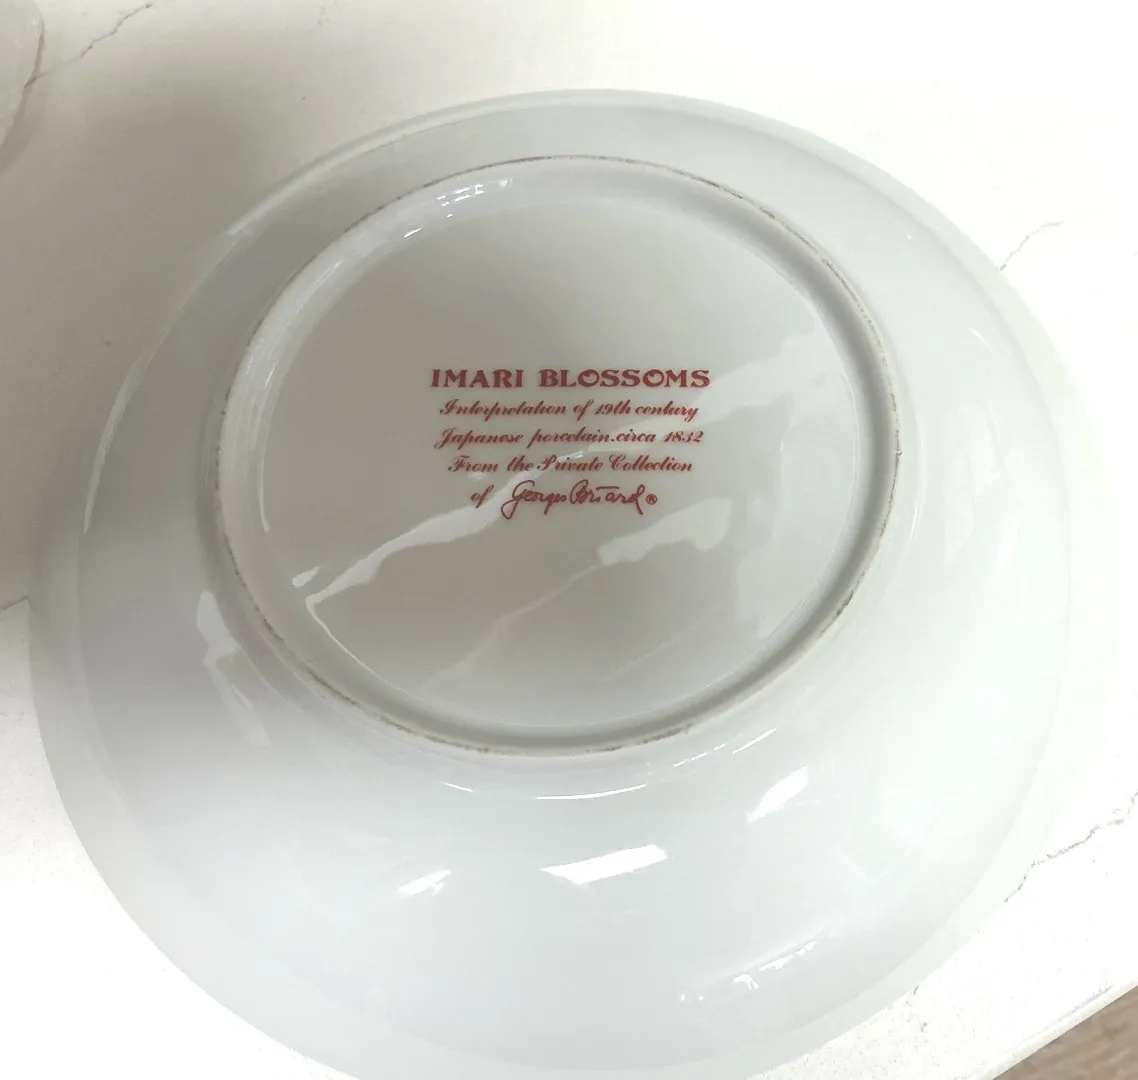 IMARI BLOSSOMS
Interpretation of 19th century
Japanese porcelain.circa 1832
From the Private Collection
of Georges Briard®